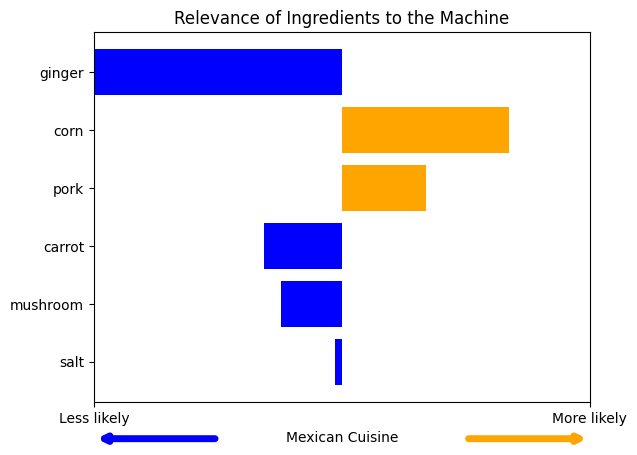 Relevance of Ingredients to the Machine
ginger
corn
pork
carrot
mushroom
salt
Less likely
More likely
Mexican Cuisine